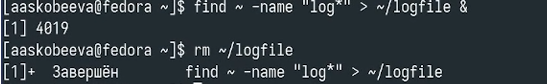 [aaskobeeva@fedora ~]$ find ~ -name "log*" > ~/logfile &
[1] 4019
[aaskobeeva@fedora ~]$ rm ~/logfile
[1]+  Завершён        find ~ -name "log*" > ~/logfile